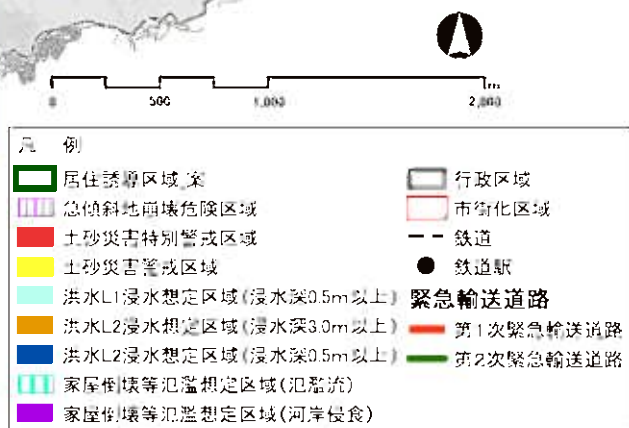 0 500 1,000 2,000
m
凡 例
居住誘導区域 案
急傾斜地崩壊危険区域
土砂災害特別警戒区域
土砂災害警戒区域
洪水L1浸水想定区域(浸水深0.5m以上)
洪水L2浸水想定区域(浸水深3.0m以上)
洪水L2浸水想定区域(浸水深0.5m以上)
家屋倒壊等氾濫想定区域(氾濫流)
家屋倒壊等氾濫想定区域(河岸侵食)
行政区域
市街化区域
鉄道
鉄道駅
緊急輸送道路
第1次緊急輸送道路
第2次緊急輸送道路